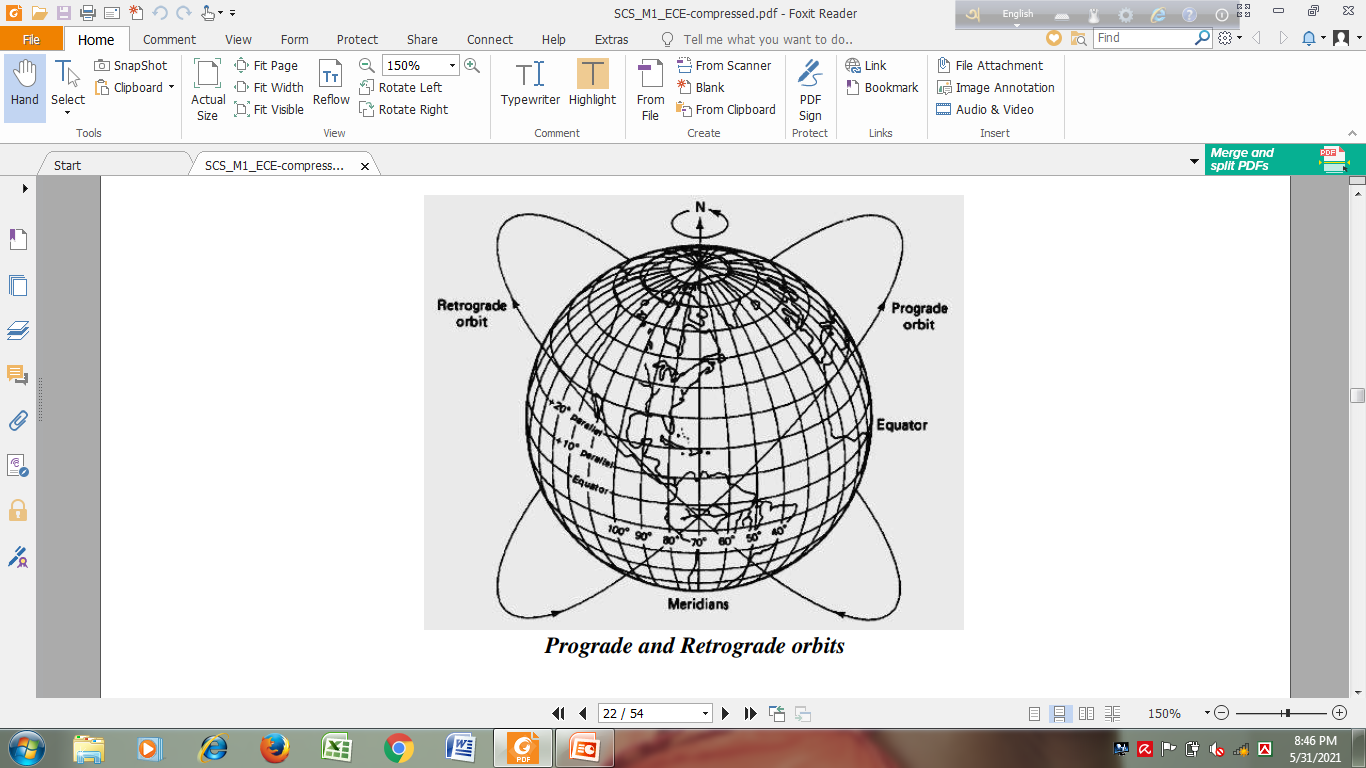 SCS_M1_ECE-compressed.pdf - Foxit Reader
English
File Home Comment View Form Protect Share Connect Help Extras Tell me what you want to do.. Find
Hand
Select
SnapShot
Clipboard
Tools
Actual
Size
Fit Page
Fit Width
Fit Visible
Reflow
150%
Rotate Left
Rotate Right
View
Typewriter
Highlight
Comment
From
File
From Scanner
Blank
From Clipboard
Create
PDF
Sign
Protect
Link
Bookmark
Links
File Attachment
Image Annotation
Audio & Video
Insert
Start
SCS_M1_ECE-compress...
Merge and
split PDFs
PDF
N
Retrograde
orbit
Prograde
orbit
Equator
+20° parallel
+10° parallel
Equator
100° 90° 80° 70° 60° 50° 40°
Meridians
Prograde and Retrograde orbits
22 / 54
150%
PDF
8:46 PM
5/31/2021